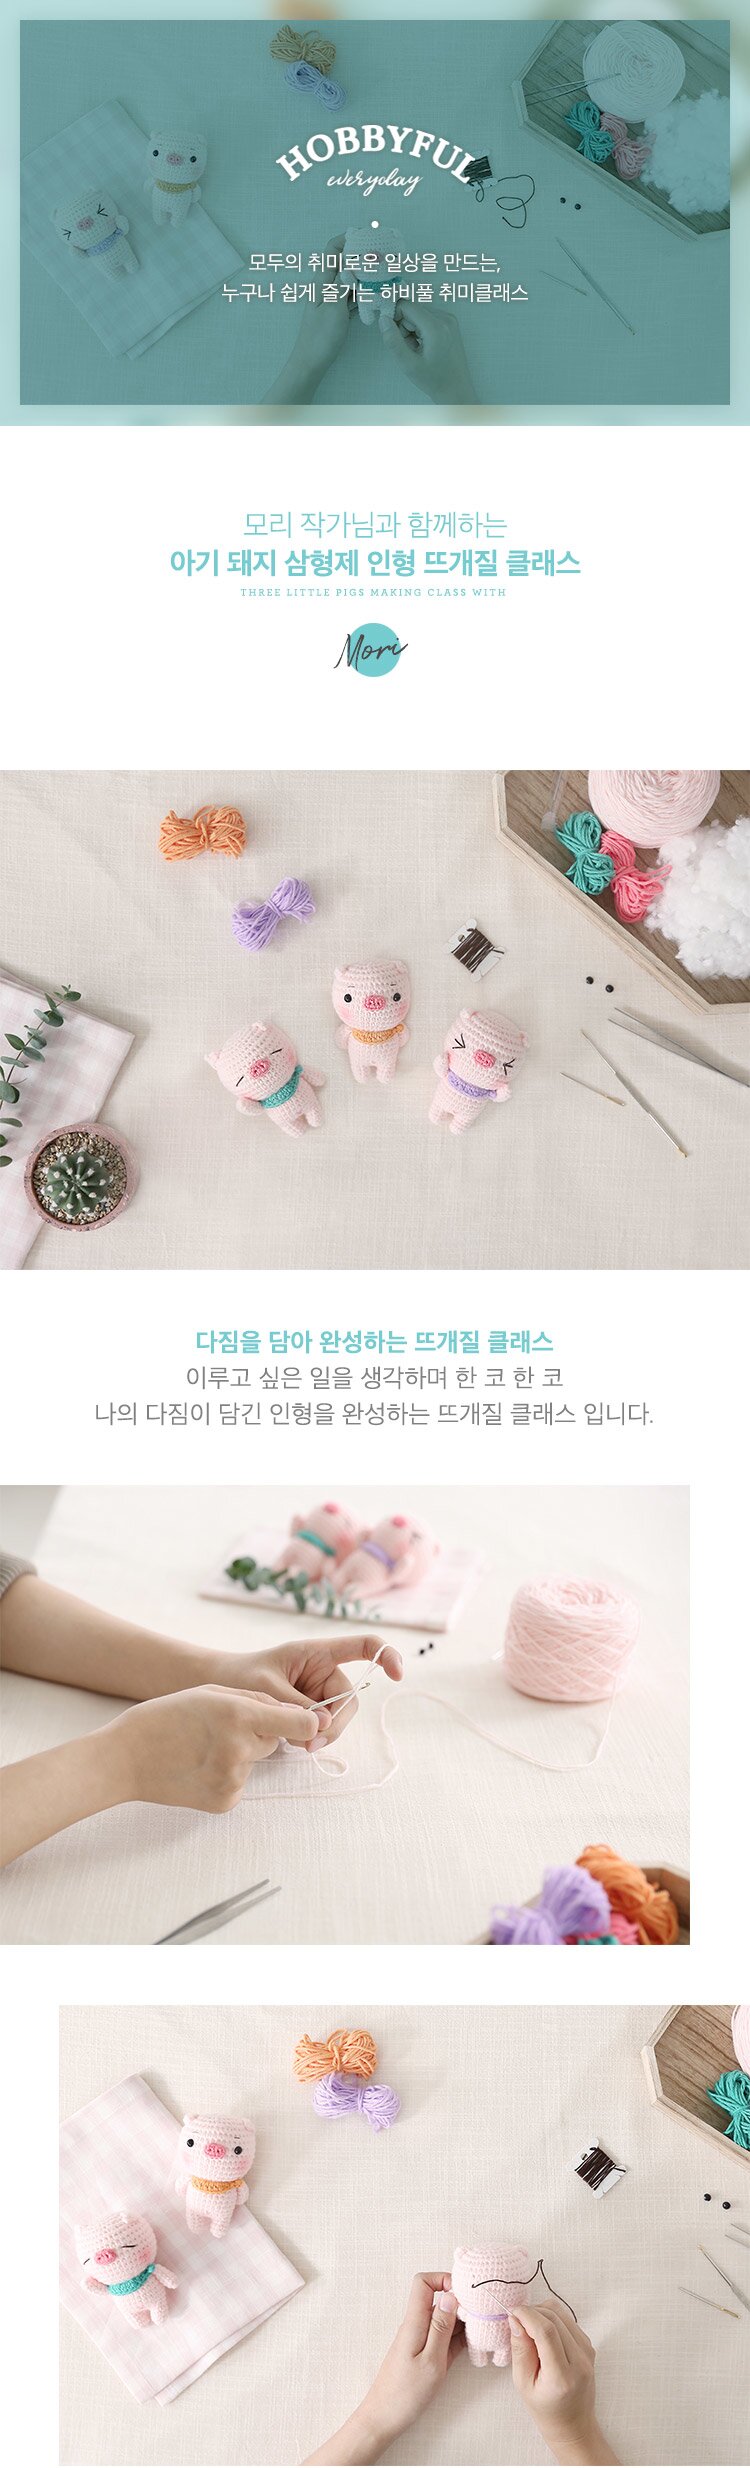 HOBBYFUL
everyday
모두의 취미로운 일상을 만드는,
누구나 쉽게 즐기는 하비풀 취미클래스
모리 작가님과 함께하는
아기 돼지 삼형제 인형 뜨개질 클래스
THREE LITTLE PIGS MAKING CLASS WITH
Mori
다짐을 담아 완성하는 뜨개질 클래스
이루고 싶은 일을 생각하며 한 코 한 코
나의 다짐이 담긴 인형을 완성하는 뜨개질 클래스 입니다.